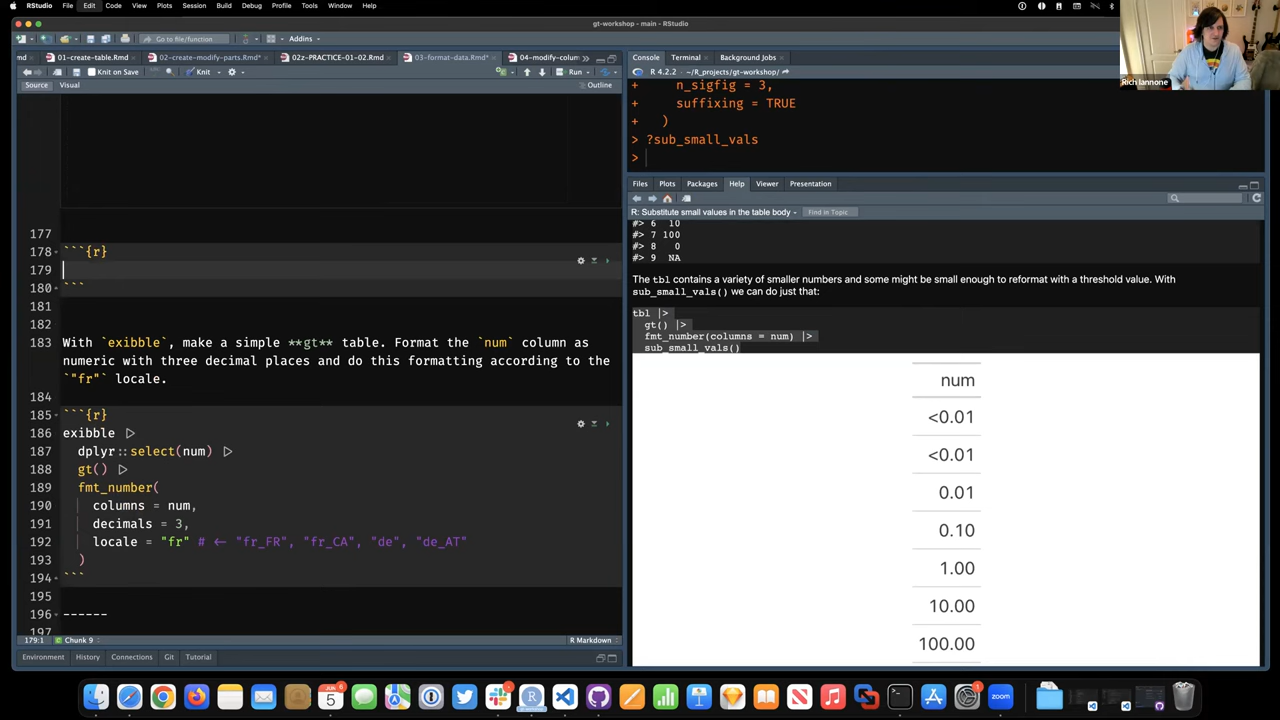 RStudio File Edit Code View Plots Session Build Debug Profile Tools Window Help
gt-workshop - main - RStudio
Go to file/function Addins
Rmd 01-create-table.Rmd 02-create-modify-parts.Rmd* 02z-PRACTICE-01-02.Rmd 03-format-data.Rmd* 04-modify-colum
Knit on Save Knit Run
Source Visual Outline
177
178 ```{r}
179
180 ```
181
182
183 With `exibble`, make a simple **gt** table. Format the `num` column as
numeric with three decimal places and do this formatting according to the
`"fr"` locale.
184
185 ```{r}
186 exibble |>
187 dplyr::select(num) |>
188 gt() |>
189 fmt_number(
190 columns = num,
191 decimals = 3,
192 locale = "fr" # <- "fr_FR", "fr_CA", "de", "de_AT"
193 )
194 ```
195
196 ------
197
179:1 Chunk 9 R Markdown
Environment History Connections Git Tutorial
Console Terminal Background Jobs
R 4.2.2 · ~/R_projects/gt-workshop/
+ n_sigfig = 3,
+ suffixing = TRUE
+ )
> ?sub_small_vals
>
Files Plots Packages Help Viewer Presentation
R: Substitute small values in the table body Find in Topic
#> 6 10
#> 7 100
#> 8 0
#> 9 NA
The tbl contains a variety of smaller numbers and some might be small enough to reformat with a threshold value. With
sub_small_vals() we can do just that:
tbl |>
gt() |>
fmt_number(columns = num) |>
sub_small_vals()
num
<0.01
<0.01
0.01
0.10
1.00
10.00
100.00
Rich Iannone
JUN
5
zoom